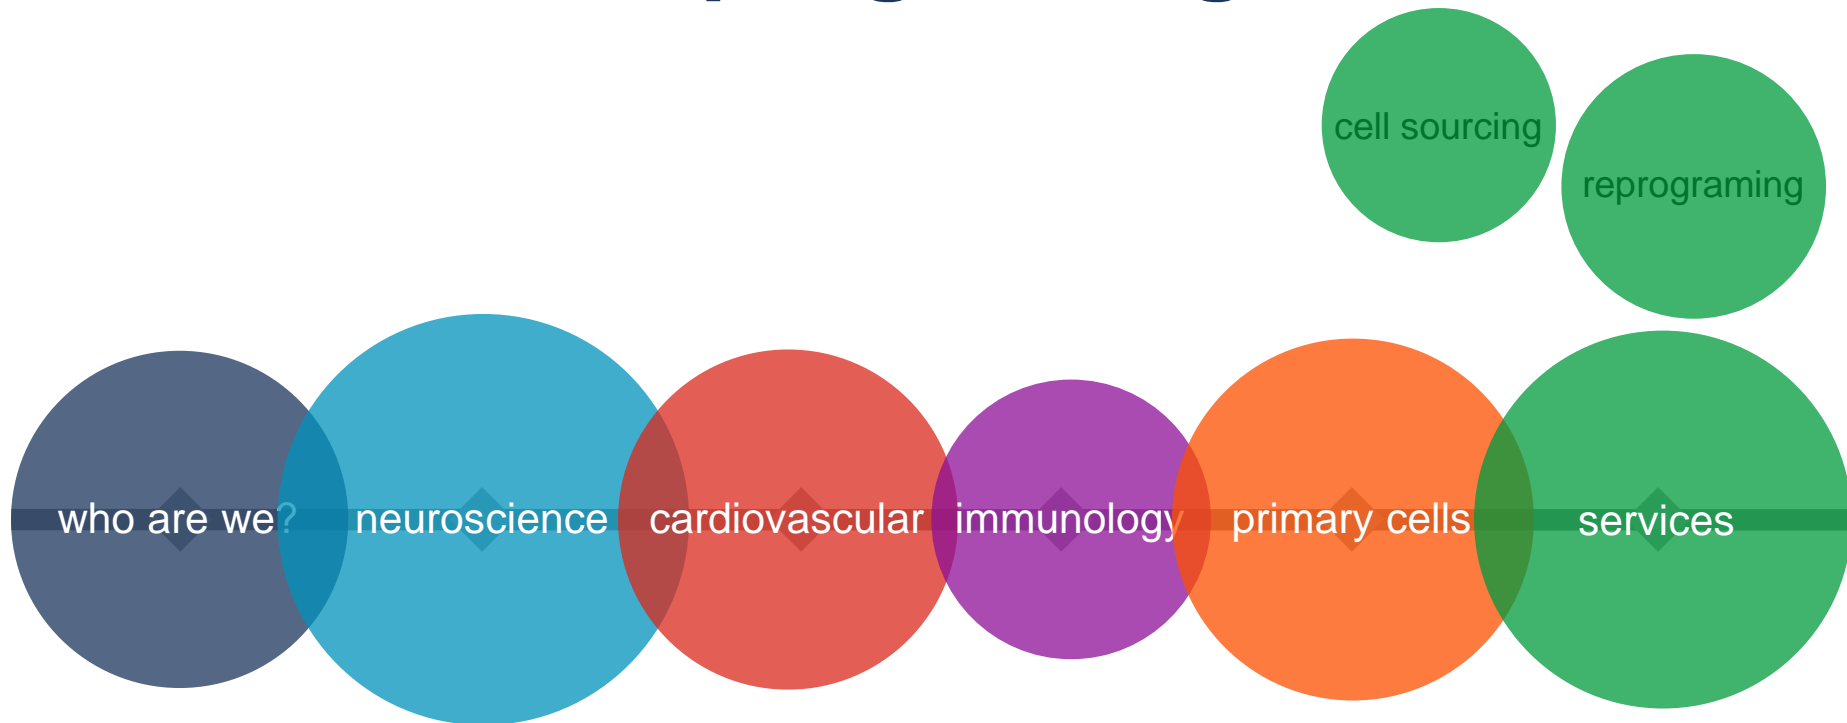 cell sourcing
reprograming
who are we?
neuroscience
cardiovascular
immunology
primary cells
services